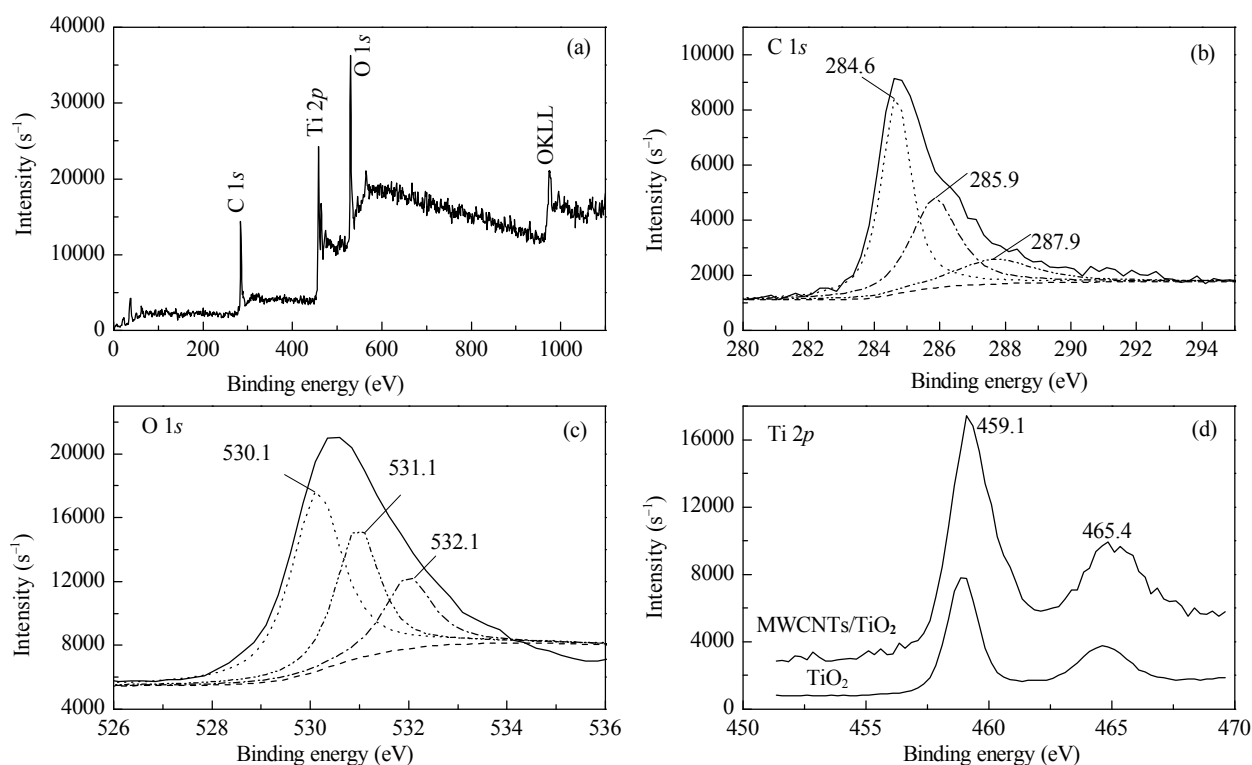 (a)
40000
30000
20000
10000
0
Intensity (s⁻¹)
C 1s
Ti 2p
O 1s
OKLL
0 200 400 600 800 1000
Binding energy (eV)
C 1s
(b)
10000
8000
6000
4000
2000
0
Intensity (s⁻¹)
284.6
285.9
287.9
280 282 284 286 288 290 292 294
Binding energy (eV)
O 1s
(c)
20000
16000
12000
8000
4000
Intensity (s⁻¹)
530.1
531.1
532.1
526 528 530 532 534 536
Binding energy (eV)
Ti 2p
(d)
16000
12000
8000
4000
0
Intensity (s⁻¹)
459.1
465.4
MWCNTs/TiO₂
TiO₂
450 455 460 465 470
Binding energy (eV)